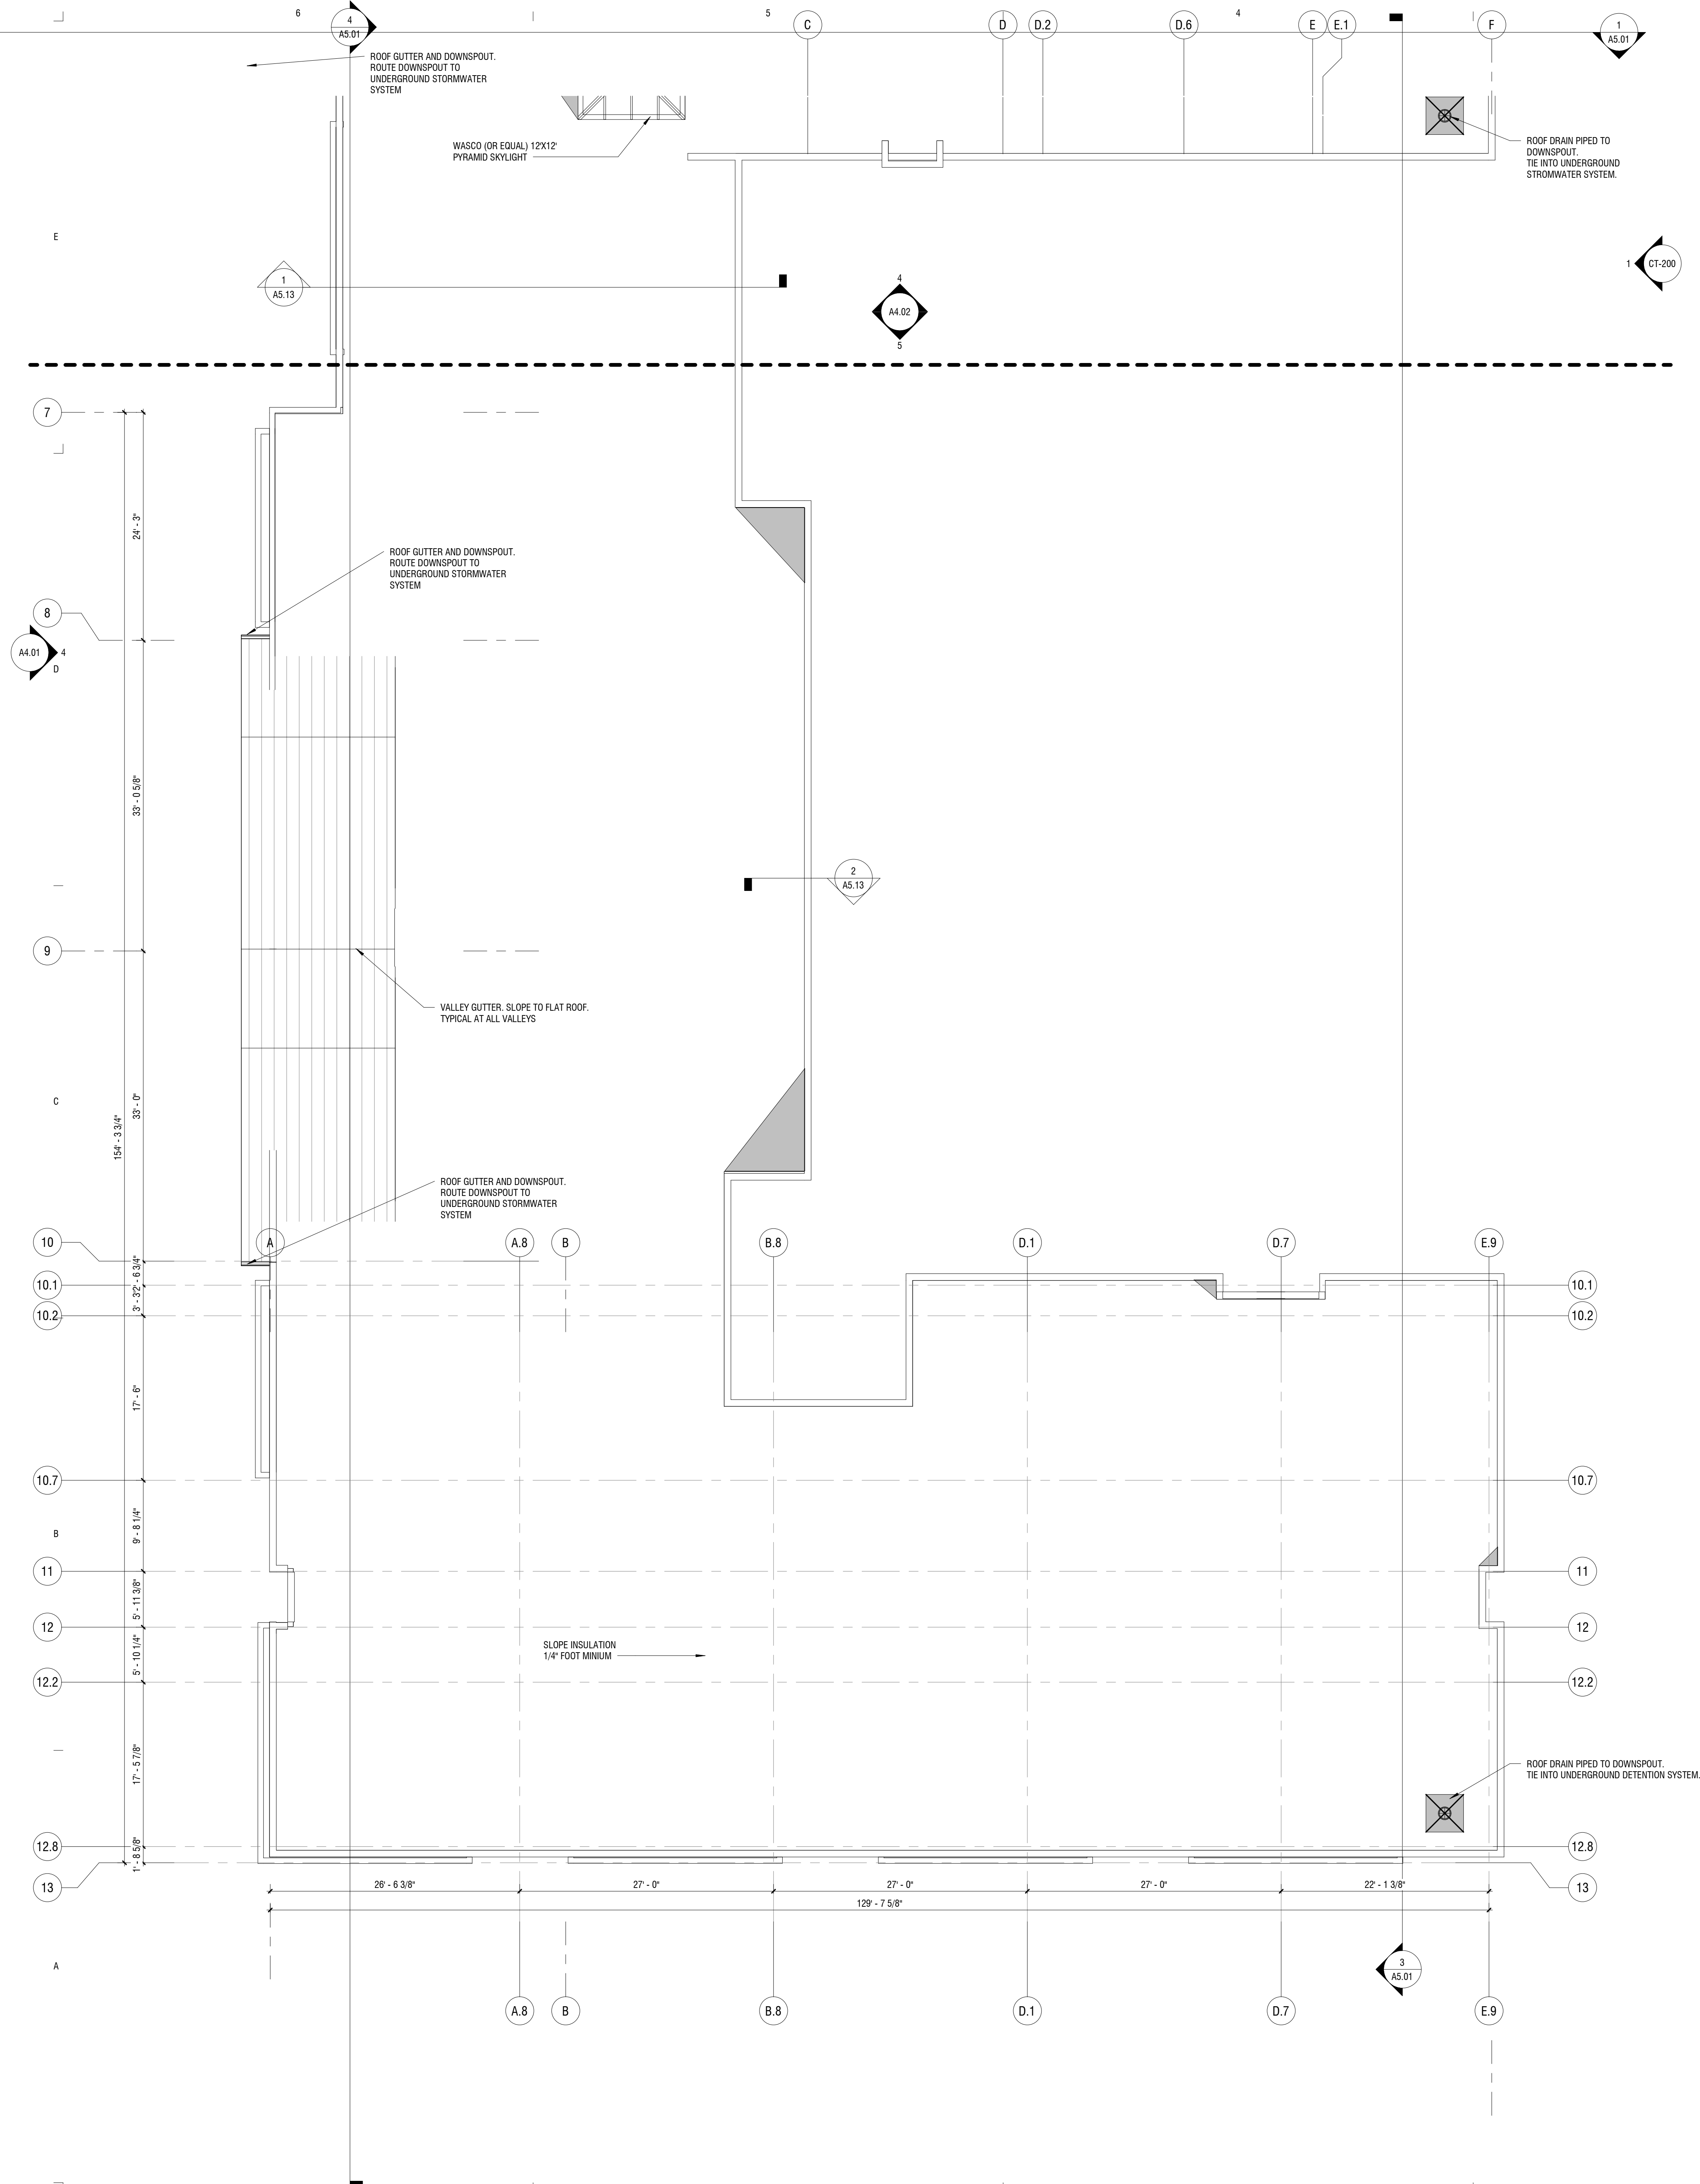 6
5
4
4
A5.01
C
D
D.2
D.6
E
E.1
F
1
A5.01
ROOF GUTTER AND DOWNSPOUT.
ROUTE DOWNSPOUT TO
UNDERGROUND STORMWATER
SYSTEM
WASCO (OR EQUAL) 12'X12'
PYRAMID SKYLIGHT
ROOF DRAIN PIPED TO
DOWNSPOUT.
TIE INTO UNDERGROUND
STROMWATER SYSTEM.
E
1
A5.13
4
A4.02
5
1
CT-200
7
24' - 3"
ROOF GUTTER AND DOWNSPOUT.
ROUTE DOWNSPOUT TO
UNDERGROUND STORMWATER
SYSTEM
8
A4.01
4
D
33' - 0 5/8"
2
A5.13
9
VALLEY GUTTER. SLOPE TO FLAT ROOF.
TYPICAL AT ALL VALLEYS
C
33' - 0"
154' - 3 3/4"
ROOF GUTTER AND DOWNSPOUT.
ROUTE DOWNSPOUT TO
UNDERGROUND STORMWATER
SYSTEM
10
A
A.8
B
B.8
D.1
D.7
E.9
2' - 6 3/4"
10.1
10.1
3' - 3"
10.2
10.2
17' - 6"
10.7
10.7
B
9' - 8 1/4"
11
11
5' - 11 3/8"
12
12
SLOPE INSULATION
1/4" FOOT MINIUM
5' - 10 1/4"
12.2
12.2
17' - 5 7/8"
ROOF DRAIN PIPED TO DOWNSPOUT.
TIE INTO UNDERGROUND DETENTION SYSTEM.
12.8
12.8
1' - 8 5/8"
13
13
26' - 6 3/8"
27' - 0"
27' - 0"
27' - 0"
22' - 1 3/8"
129' - 7 5/8"
A
3
A5.01
A.8
B
B.8
D.1
D.7
E.9